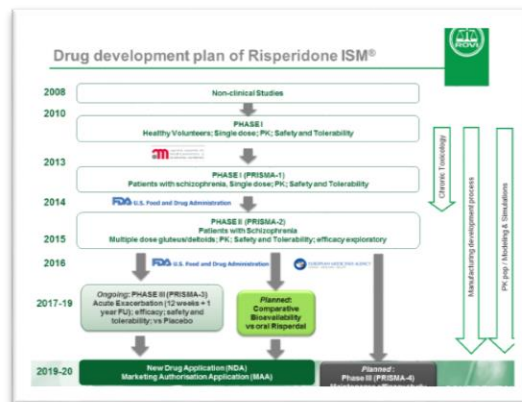 ROVI
Drug development plan of Risperidone ISM®
2008
Non-clinical Studies
2010
PHASE I
Healthy Volunteers; Single dose; PK; Safety and Tolerability
2013
PHASE I (PRISMA-1)
Patients with schizophrenia, Single dose; PK; Safety and Tolerability
2014
FDA U.S. Food and Drug Administration
PHASE II (PRISMA-2)
Patients with Schizophrenia
2015
Multiple dose gluteus/deltoids; PK; Safety and Tolerability; efficacy exploratory
2016
FDA U.S. Food and Drug Administration
EUROPEAN MEDICINES AGENCY
2017-19
Ongoing: PHASE III (PRISMA-3)
Acute Exacerbation (12 weeks + 1
year FU); efficacy; safety and
tolerability; vs Placebo
Planned:
Comparative
Bioavailability
vs oral Risperdal
2019-20
New Drug Application (NDA)
Marketing Authorisation Application (MAA)
Planned:
Phase III (PRISMA-4)
Chronic Toxicology
Manufacturing development process
PK pop / Modeling & Simulations